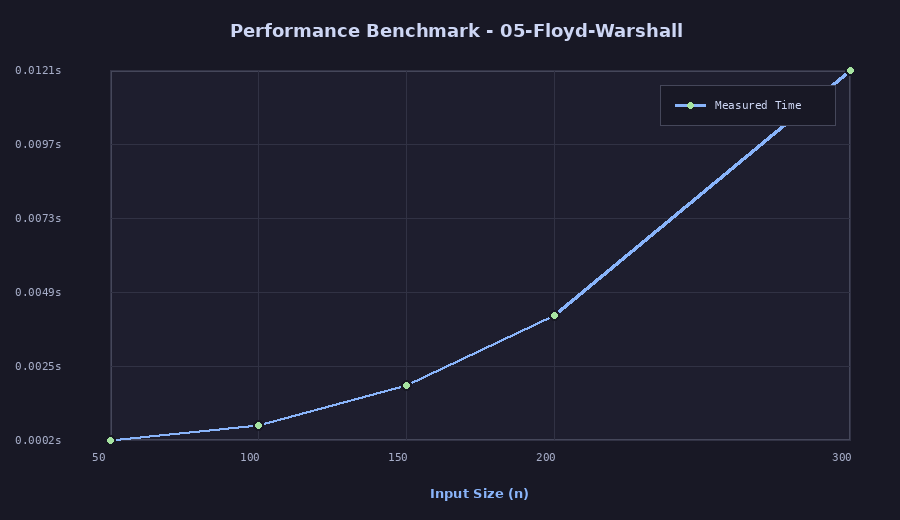 Performance Benchmark - 05-Floyd-Warshall
0.0121s
Measured Time
0.0097s
0.0073s
0.0049s
0.0025s
0.0002s
50 100 150 200 300
Input Size (n)